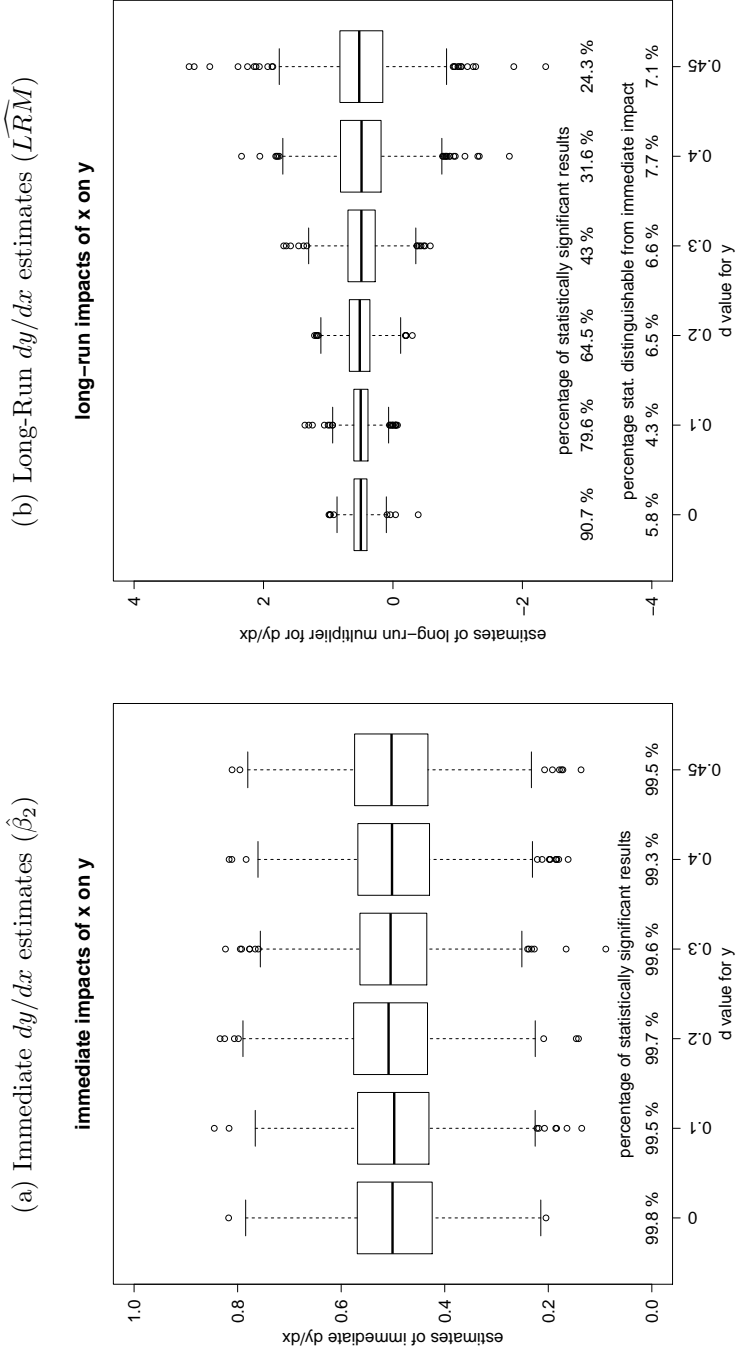 (a) Immediate dy/dx estimates (β̂₂)
immediate impacts of x on y
estimates of immediate dy/dx
1.0
0.8
0.6
0.4
0.2
0.0
percentage of statistically significant results
99.8 % 99.5 % 99.7 % 99.6 % 99.3 % 99.5 %
0 0.1 0.2 0.3 0.4 0.45
d value for y
(b) Long-Run dy/dx estimates (L̂RM)
long−run impacts of x on y
estimates of long−run multiplier for dy/dx
4
2
0
−2
−4
percentage of statistically significant results
90.7 % 79.6 % 64.5 % 43 % 31.6 % 24.3 %
percentage stat. distinguishable from immediate impact
5.8 % 4.3 % 6.5 % 6.6 % 7.7 % 7.1 %
0 0.1 0.2 0.3 0.4 0.45
d value for y